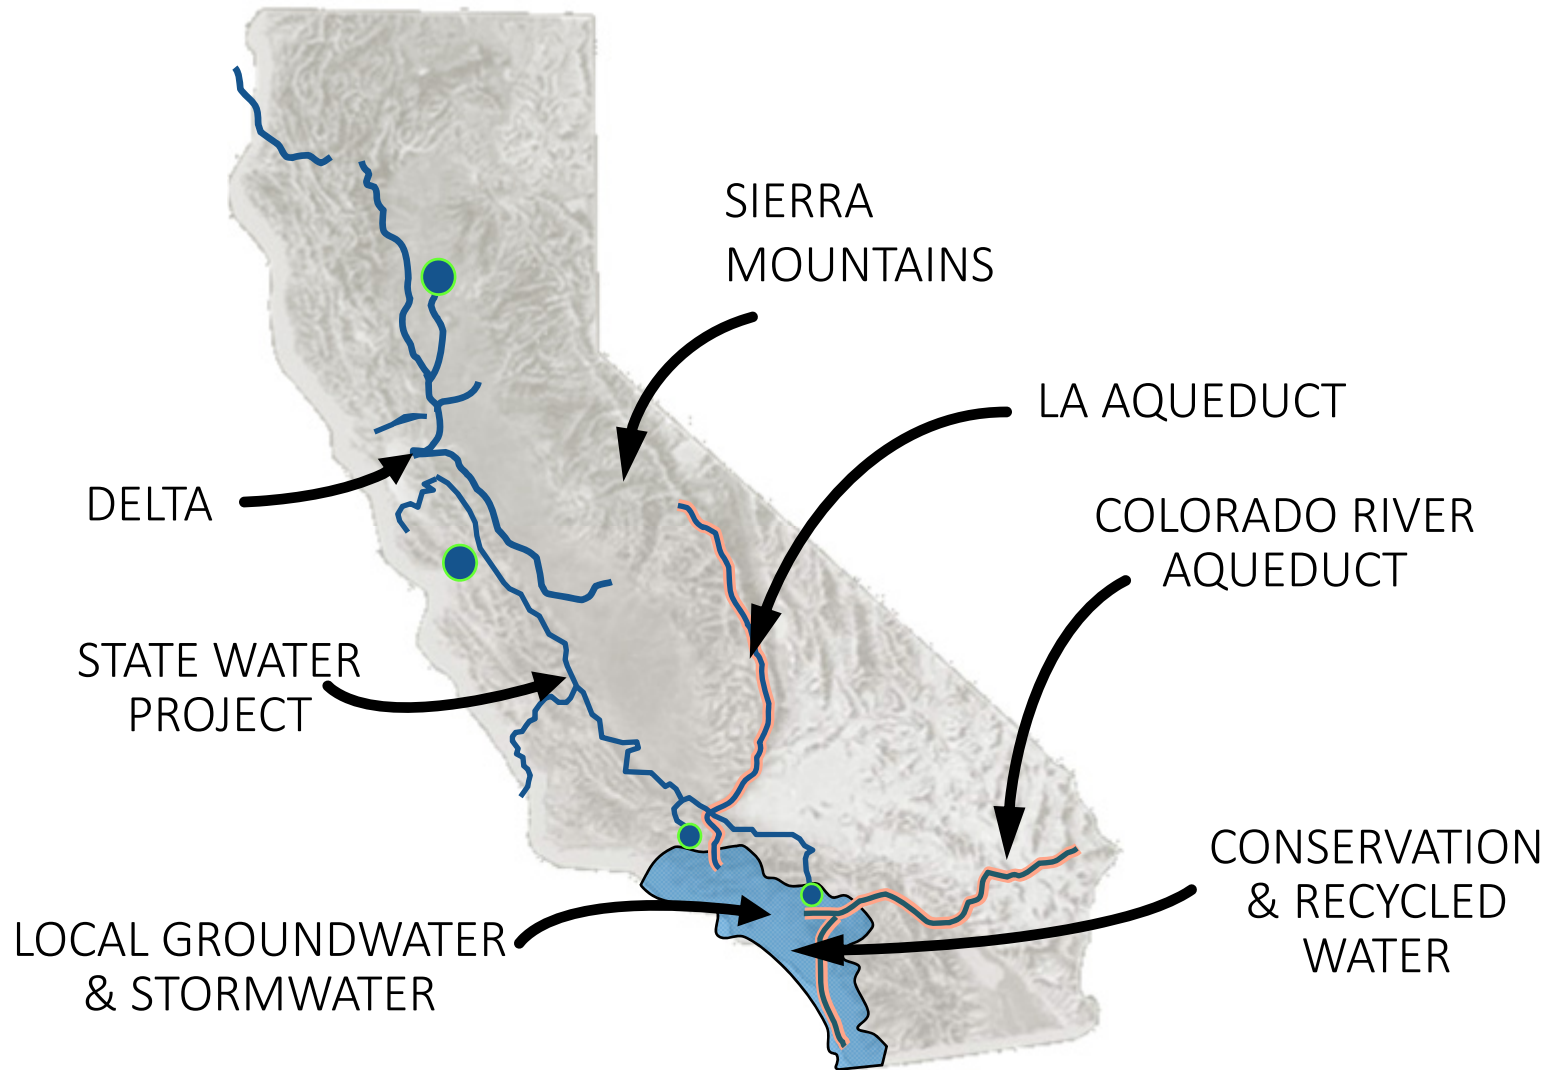 SIERRA
MOUNTAINS
LA AQUEDUCT
DELTA
COLORADO RIVER
AQUEDUCT
STATE WATER
PROJECT
CONSERVATION
& RECYCLED
WATER
LOCAL GROUNDWATER
& STORMWATER